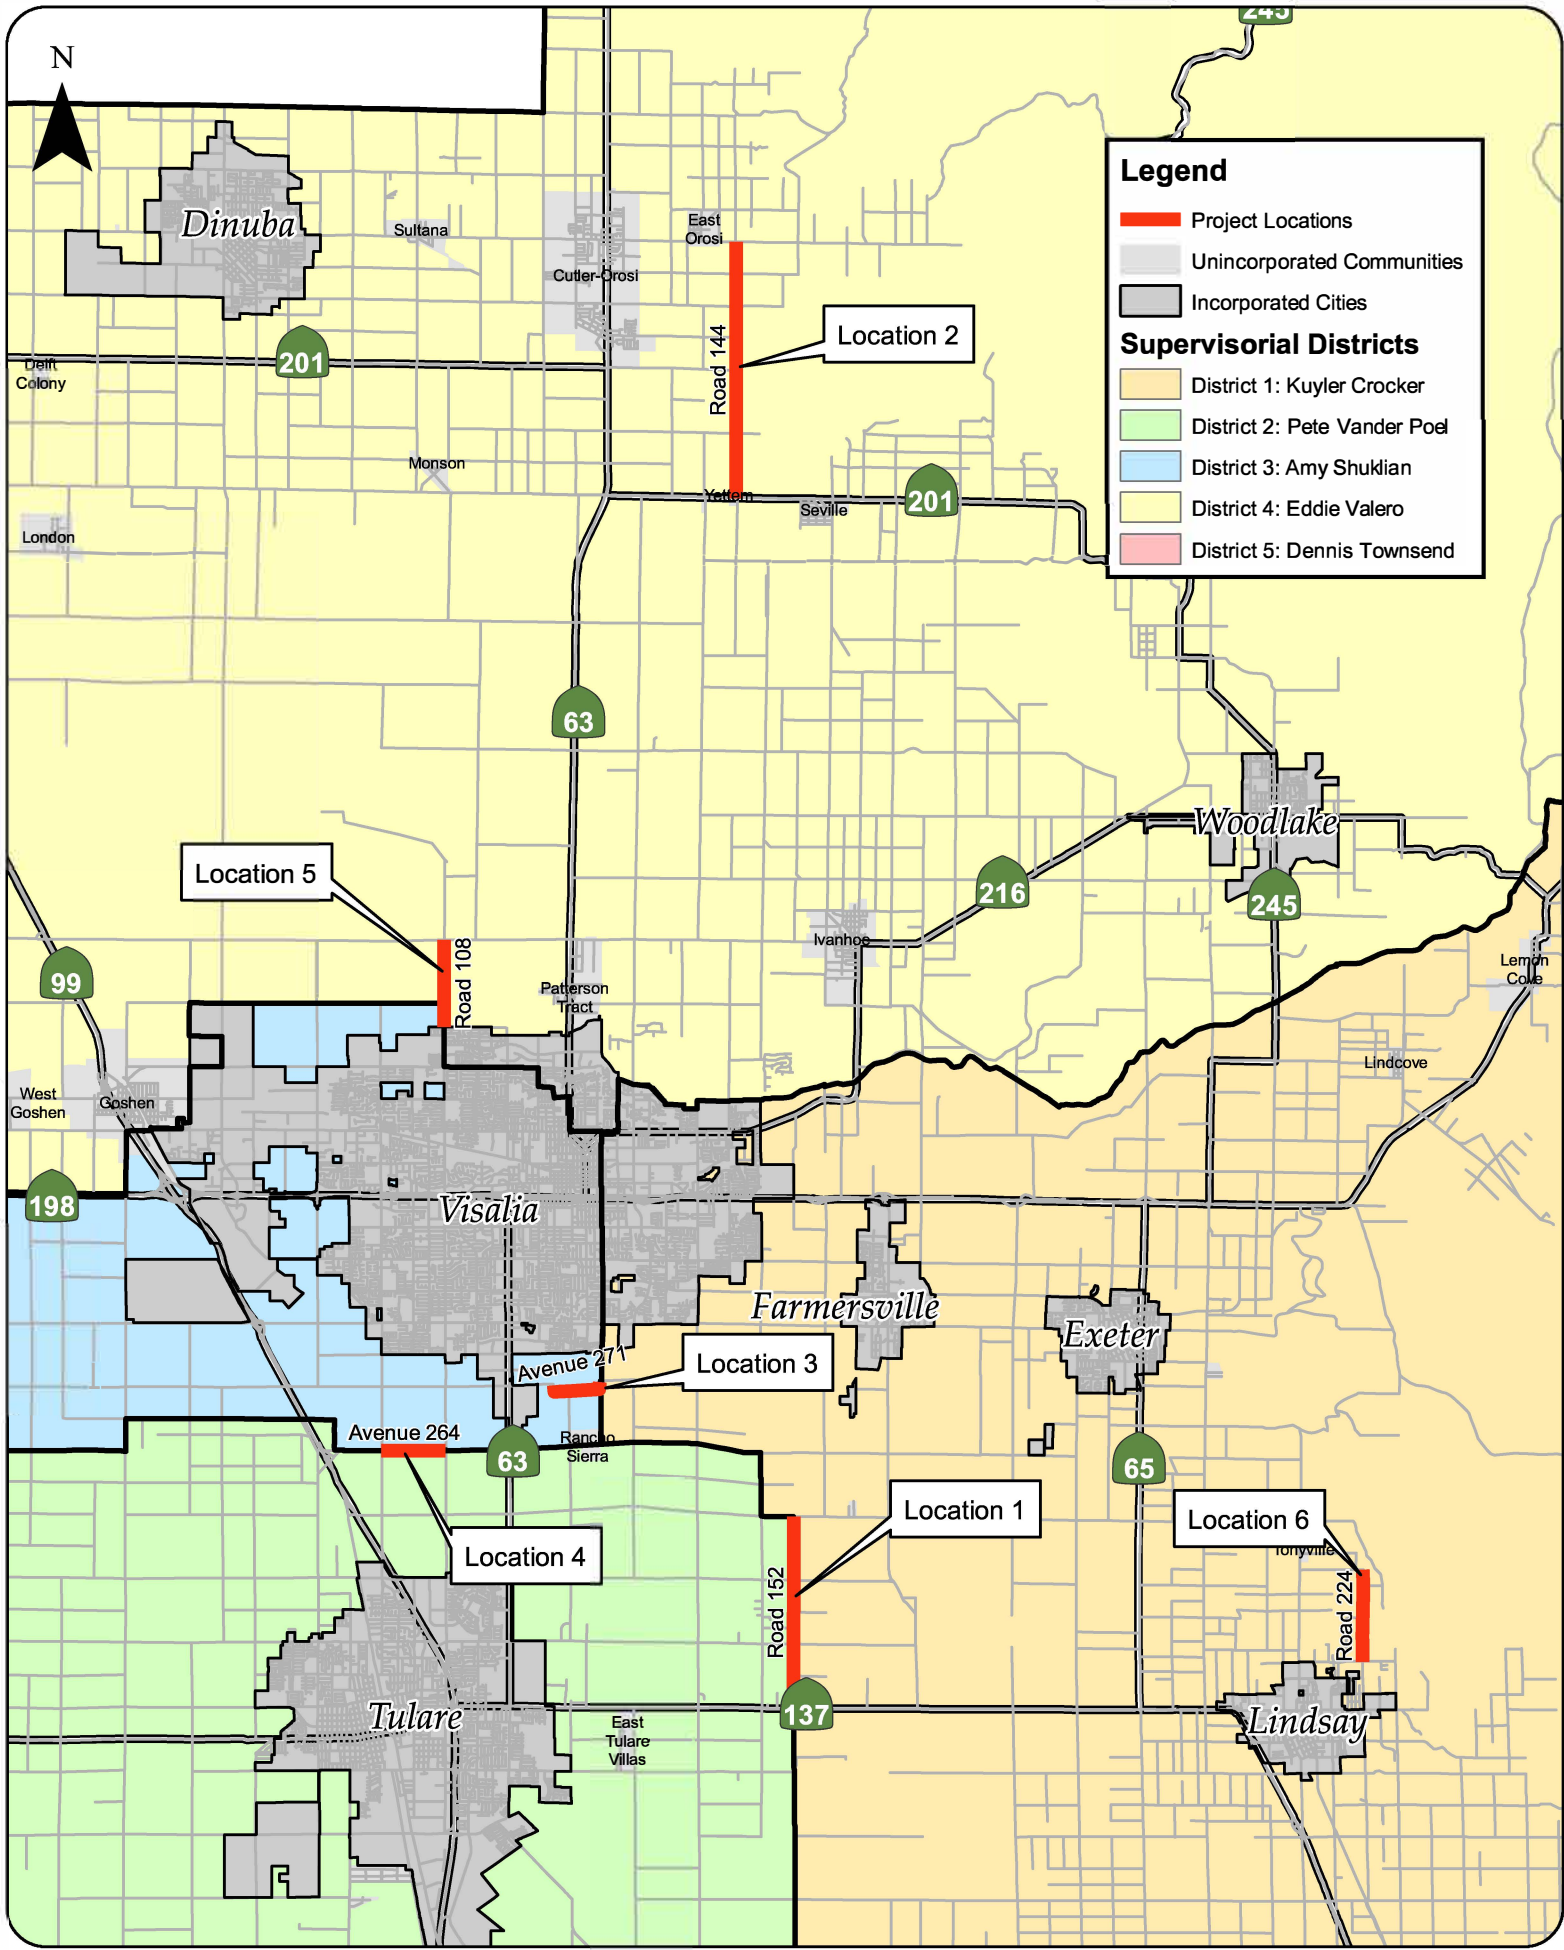 245
N
Legend
Project Locations
Unincorporated Communities
Incorporated Cities
Supervisorial Districts
District 1: Kuyler Crocker
District 2: Pete Vander Poel
District 3: Amy Shuklian
District 4: Eddie Valero
District 5: Dennis Townsend
Dinuba
Sultana
East
Orosi
Cutler-Orosi
Location 2
Road 144
201
Delft
Colony
Monson
Yettem
Seville
201
London
63
Woodlake
Location 5
216
245
Ivanhoe
Road 108
99
Patterson
Tract
Lemon
Cove
Lindcove
West
Goshen
Goshen
198
Visalia
Farmersville
Exeter
Avenue 271
Location 3
Avenue 264
Rancho
Sierra
63
65
Location 1
Location 6
Location 4
Tonyville
Road 152
Road 224
Tulare
137
Lindsay
East
Tulare
Villas